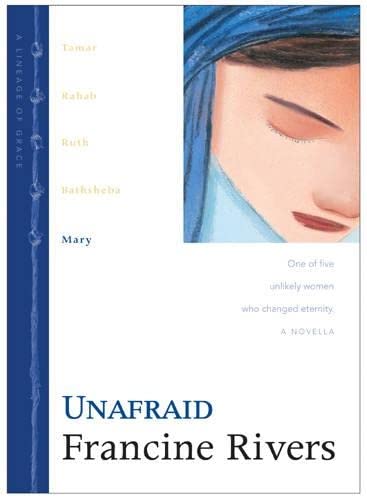 A LINEAGE OF GRACE
Tamar
Rahab
Ruth
Bathsheba
Mary
One of five
unlikely women
who changed eternity.
A NOVELLA
UNAFRAID
Francine Rivers